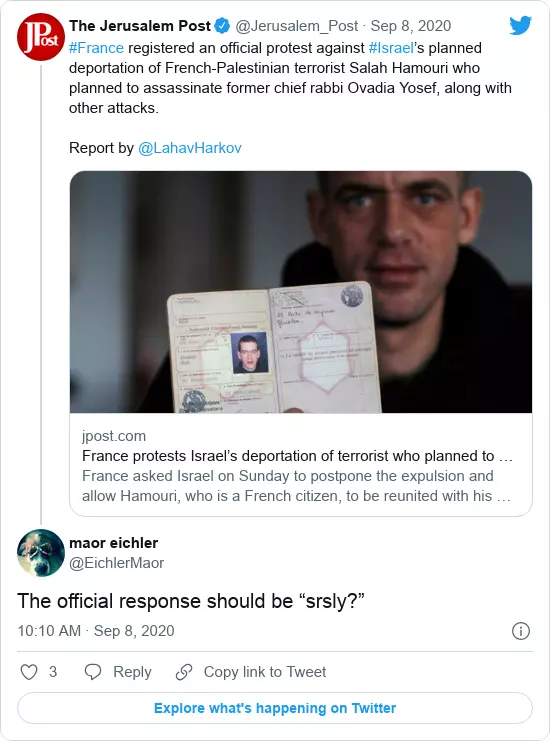 The Jerusalem Post @Jerusalem_Post · Sep 8, 2020
JPost
#France registered an official protest against #Israel’s planned
deportation of French-Palestinian terrorist Salah Hamouri who
planned to assassinate former chief rabbi Ovadia Yosef, along with
other attacks.
Report by @LahavHarkov
jpost.com
France protests Israel’s deportation of terrorist who planned to …
France asked Israel on Sunday to postpone the expulsion and
allow Hamouri, who is a French citizen, to be reunited with his …
maor eichler
@EichlerMaor
The official response should be “srsly?”
10:10 AM · Sep 8, 2020
3 Reply Copy link to Tweet
Explore what's happening on Twitter